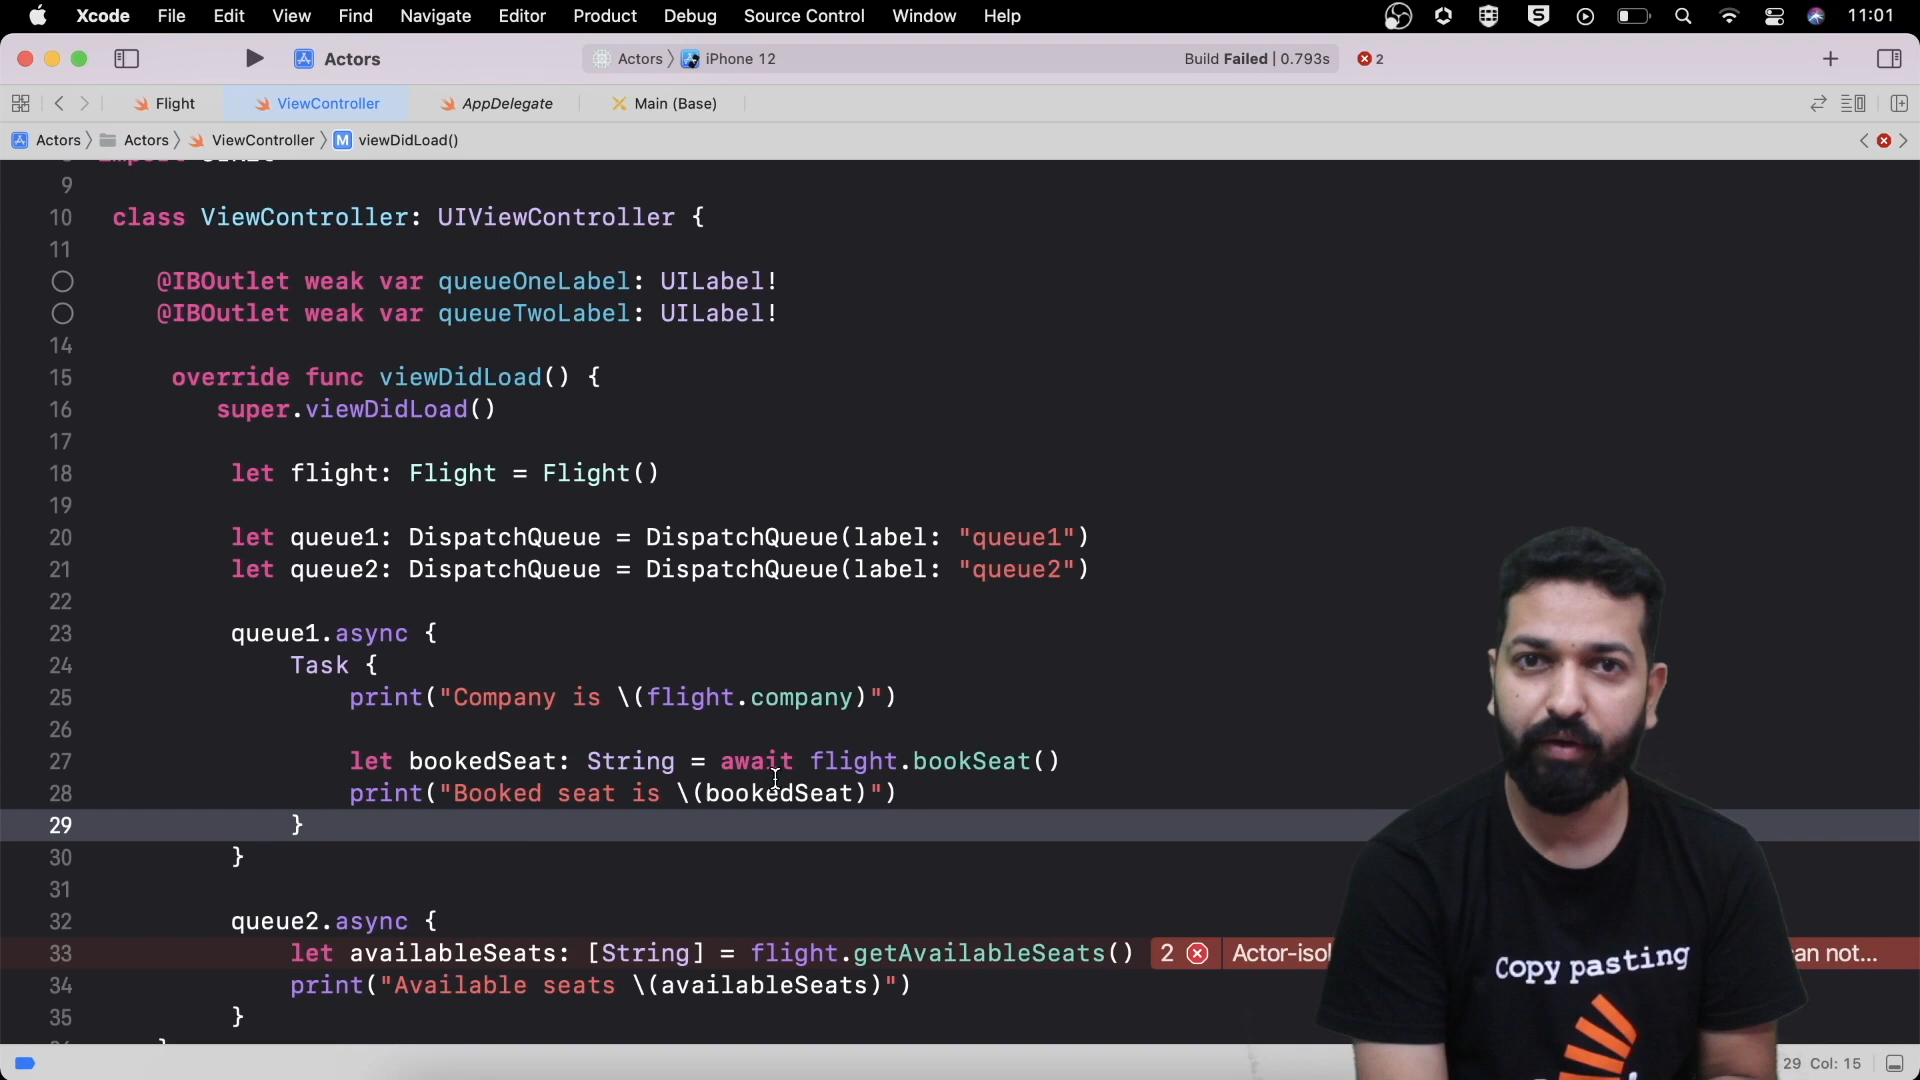 Xcode File Edit View Find Navigate Editor Product Debug Source Control Window Help 11:01
Actors Actors 〉 iPhone 12 Build Failed | 0.793s 2
Flight ViewController AppDelegate Main (Base)
Actors 〉 Actors 〉 ViewController 〉 M viewDidLoad()
9
10 class ViewController: UIViewController {
11
@IBOutlet weak var queueOneLabel: UILabel!
@IBOutlet weak var queueTwoLabel: UILabel!
14
15 override func viewDidLoad() {
16 super.viewDidLoad()
17
18 let flight: Flight = Flight()
19
20 let queue1: DispatchQueue = DispatchQueue(label: "queue1")
21 let queue2: DispatchQueue = DispatchQueue(label: "queue2")
22
23 queue1.async {
24 Task {
25 print("Company is \(flight.company)")
26
27 let bookedSeat: String = await flight.bookSeat()
28 print("Booked seat is \(bookedSeat)")
29 }
30 }
31
32 queue2.async {
33 let availableSeats: [String] = flight.getAvailableSeats() 2 Actor-isol an not...
34 print("Available seats \(availableSeats)")
35 }
Copy pasting
29 Col: 15